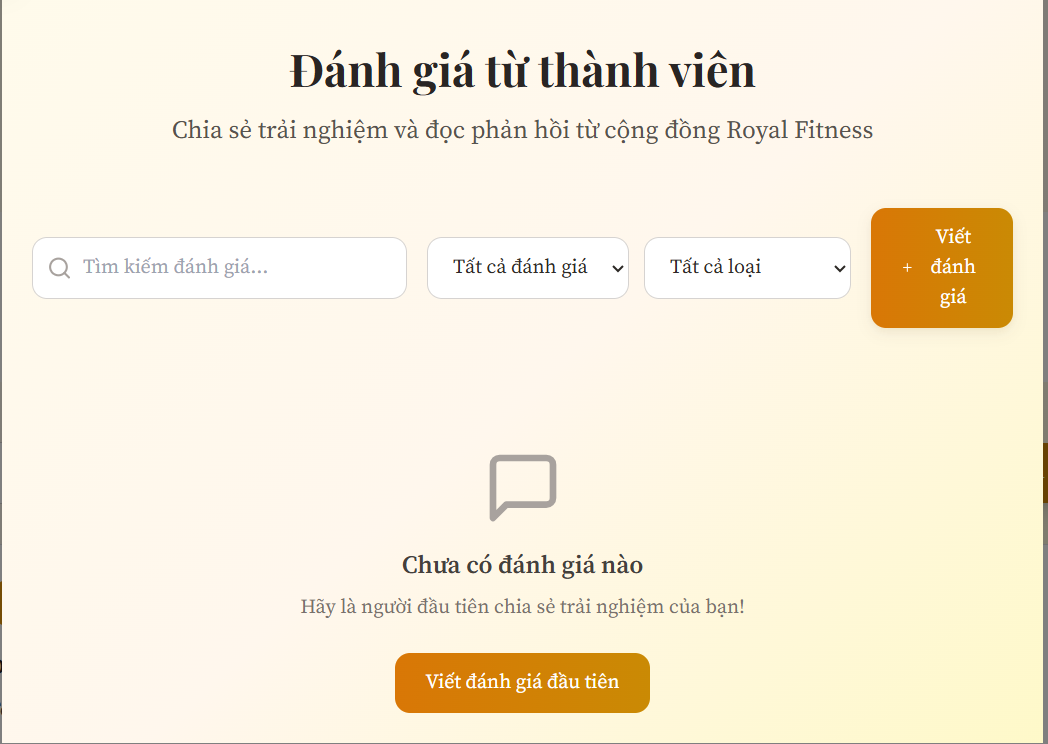 Đánh giá từ thành viên
Chia sẻ trải nghiệm và đọc phản hồi từ cộng đồng Royal Fitness
Tìm kiếm đánh giá...
Tất cả đánh giá
Tất cả loại
+ Viết
đánh
giá
Chưa có đánh giá nào
Hãy là người đầu tiên chia sẻ trải nghiệm của bạn!
Viết đánh giá đầu tiên